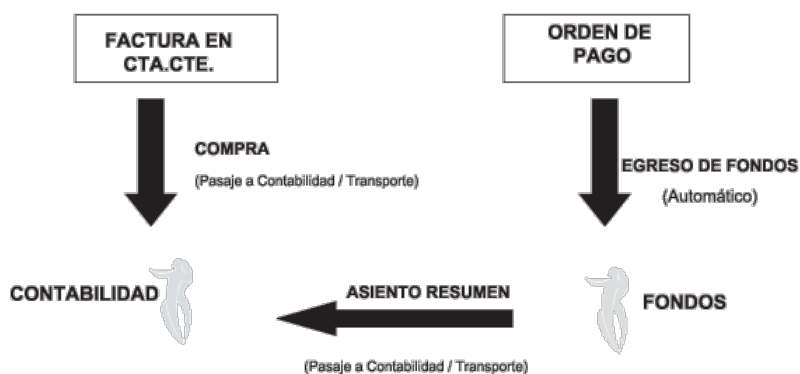 FACTURA EN
CTA.CTE.
ORDEN DE
PAGO
COMPRA
(Pasaje a Contabilidad / Transporte)
EGRESO DE FONDOS
(Automático)
CONTABILIDAD
ASIENTO RESUMEN
FONDOS
(Pasaje a Contabilidad / Transporte)